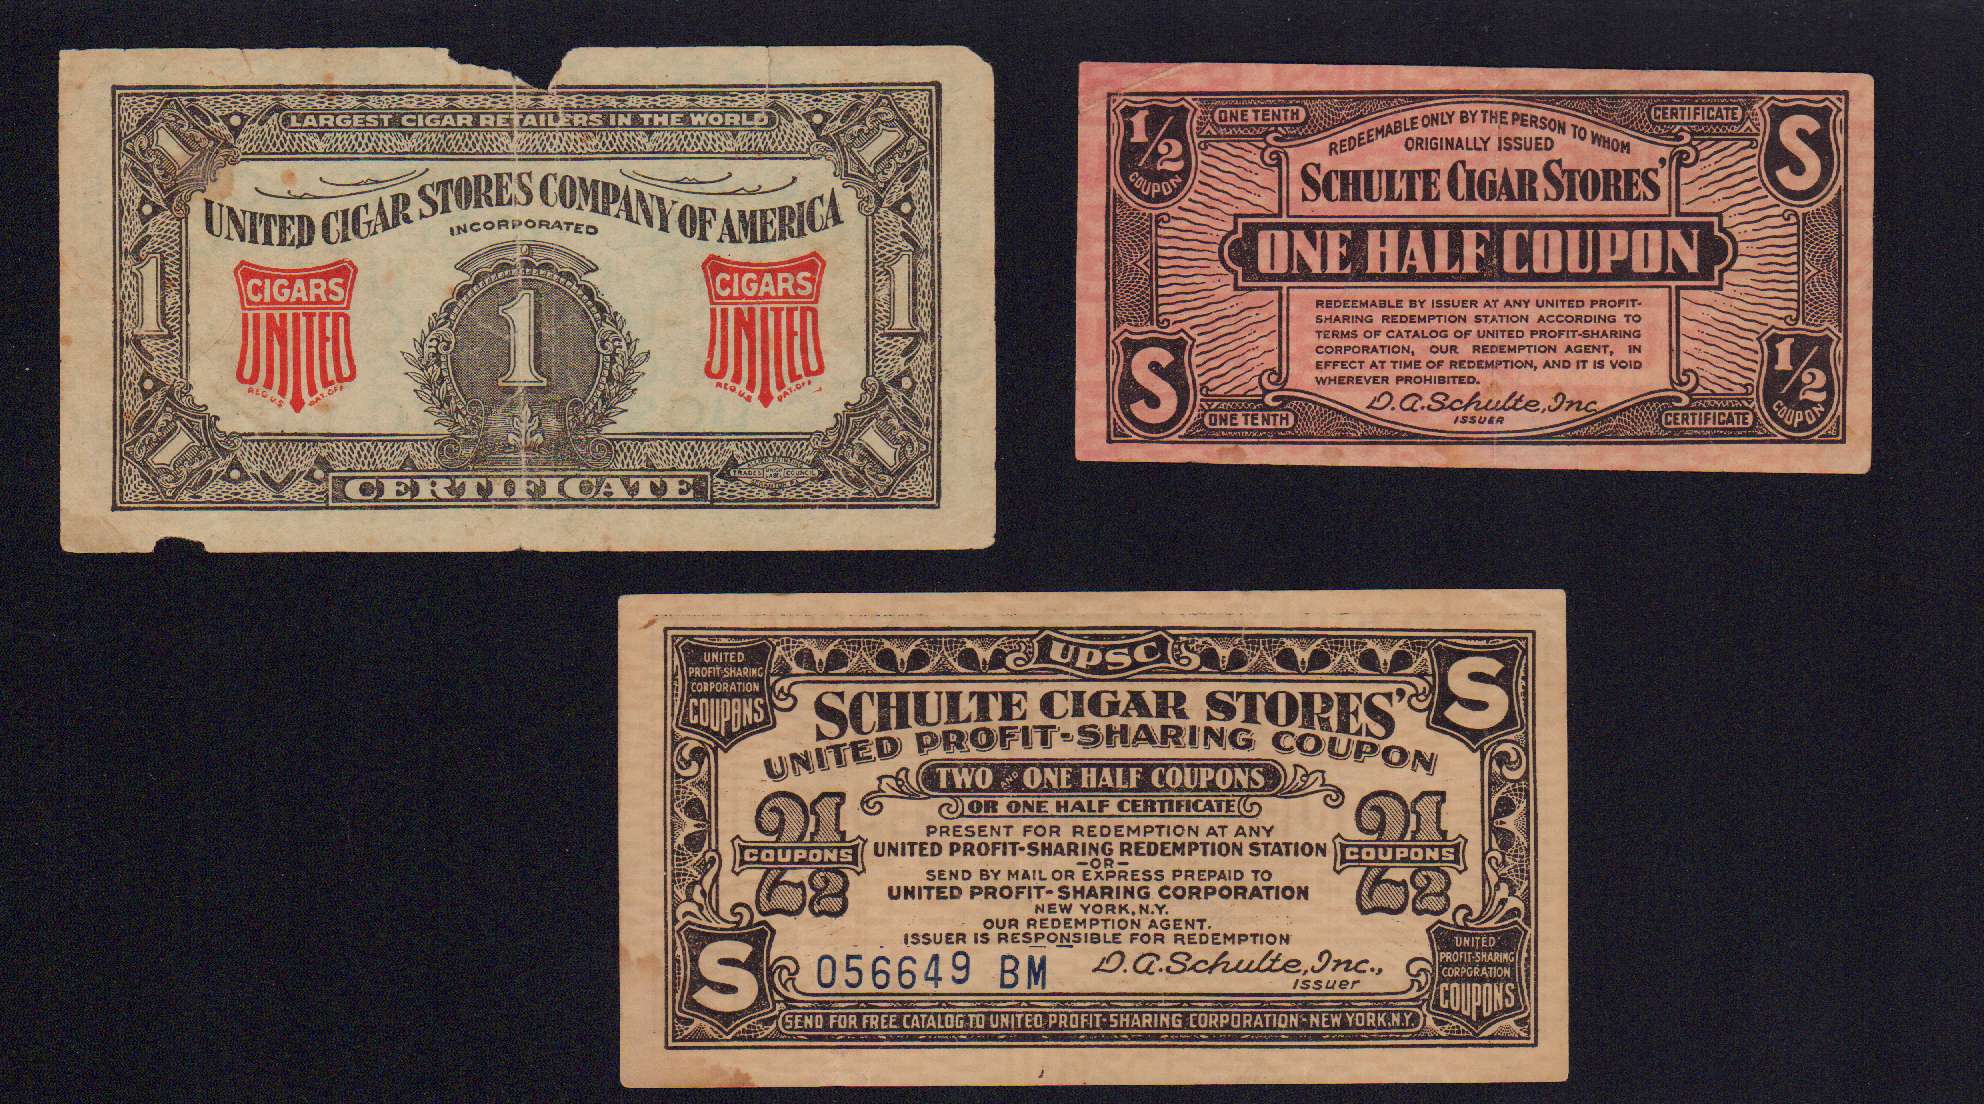 LARGEST CIGAR RETAILERS IN THE WORLD
1 1
UNITED CIGAR STORES COMPANY OF AMERICA
INCORPORATED
CIGARS CIGARS
UNITED UNITED
REG.U.S. PAT.OFF. REG.U.S. PAT.OFF.
1 1 1
1
TRADES UNION COUNCIL
CERTIFICATE
1/2 COUPON
ONE TENTH CERTIFICATE
S
REDEEMABLE ONLY BY THE PERSON TO WHOM
ORIGINALLY ISSUED
SCHULTE CIGAR STORES'
ONE HALF COUPON
REDEEMABLE BY ISSUER AT ANY UNITED PROFIT-
SHARING REDEMPTION STATION ACCORDING TO
TERMS OF CATALOG OF UNITED PROFIT-SHARING
CORPORATION, OUR REDEMPTION AGENT, IN
EFFECT AT TIME OF REDEMPTION, AND IT IS VOID
WHEREVER PROHIBITED.
D.A.Schulte,Inc
ISSUER
S
1/2 COUPON
ONE TENTH CERTIFICATE
UPSC
UNITED
PROFIT-SHARING
CORPORATION
COUPONS
S
SCHULTE CIGAR STORES'
UNITED PROFIT-SHARING COUPON
TWO AND ONE HALF COUPONS
OR ONE HALF CERTIFICATE
2 1/2 COUPONS 2 1/2 COUPONS
PRESENT FOR REDEMPTION AT ANY
UNITED PROFIT-SHARING REDEMPTION STATION
-OR-
SEND BY MAIL OR EXPRESS PREPAID TO
UNITED PROFIT-SHARING CORPORATION
NEW YORK, N.Y.
OUR REDEMPTION AGENT.
ISSUER IS RESPONSIBLE FOR REDEMPTION
S
056649 BM D.A.Schulte,Inc.,
Issuer
UNITED
PROFIT-SHARING
CORPORATION
COUPONS
SEND FOR FREE CATALOG TO UNITED PROFIT-SHARING CORPORATION-NEW YORK,N.Y.